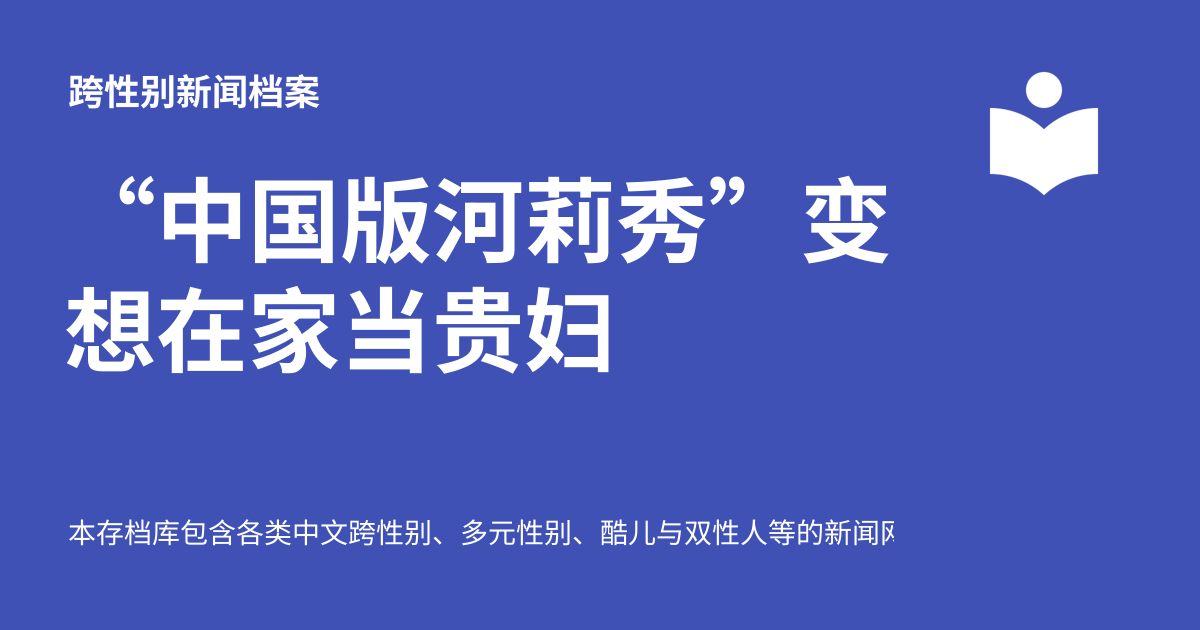 跨性别新闻档案
“中国版河莉秀”变
想在家当贵妇
本存档库包含各类中文跨性别、多元性别、酷儿与双性人等的新闻